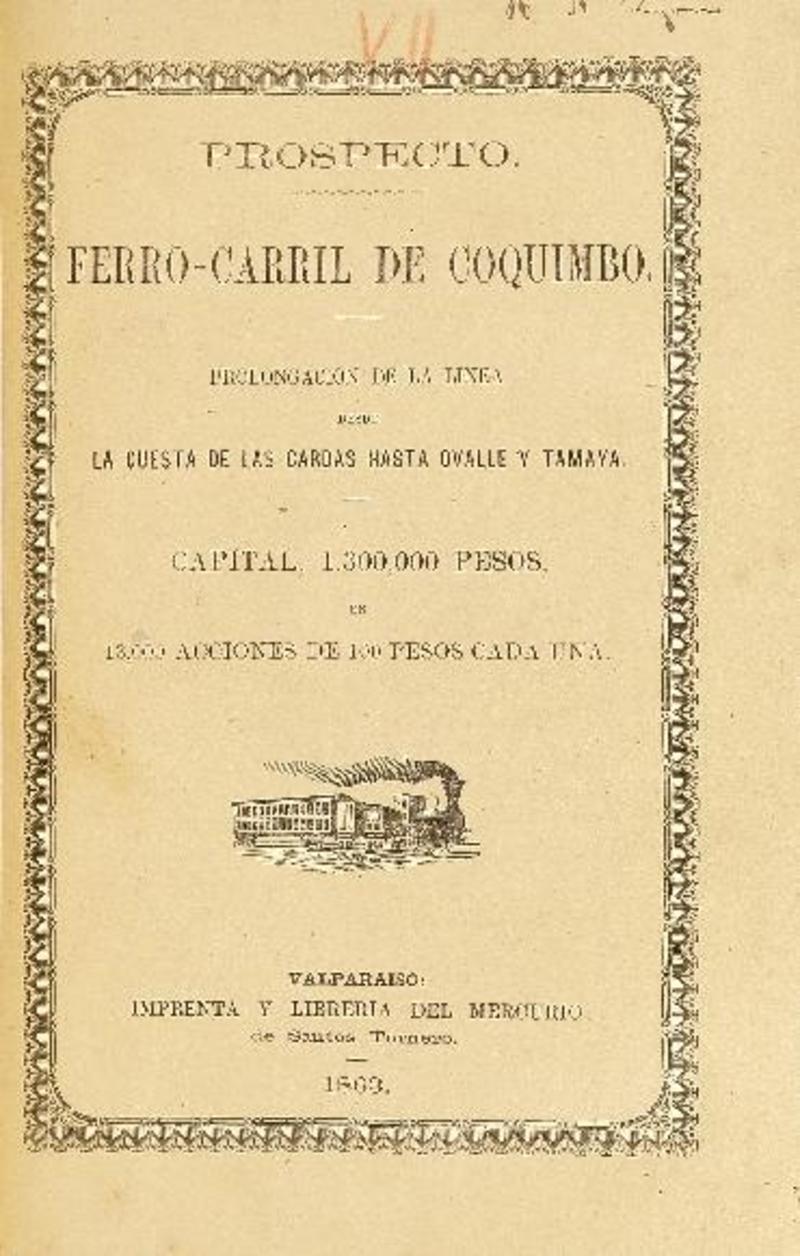 VII
PROSPECTO.
FERRO-CARRIL DE COQUIMBO.
PROLONGACION DE LA LINEA
DESDE
LA CUESTA DE LAS CARDAS HASTA OVALLE Y TAMAYA.
CAPITAL, 1.300,000 PESOS,
EN
13,000 ACCIONES DE 100 PESOS CADA UNA.
VALPARAISO:
IMPRENTA Y LIBRERIA DEL MERCURIO
de Santos Tornero.